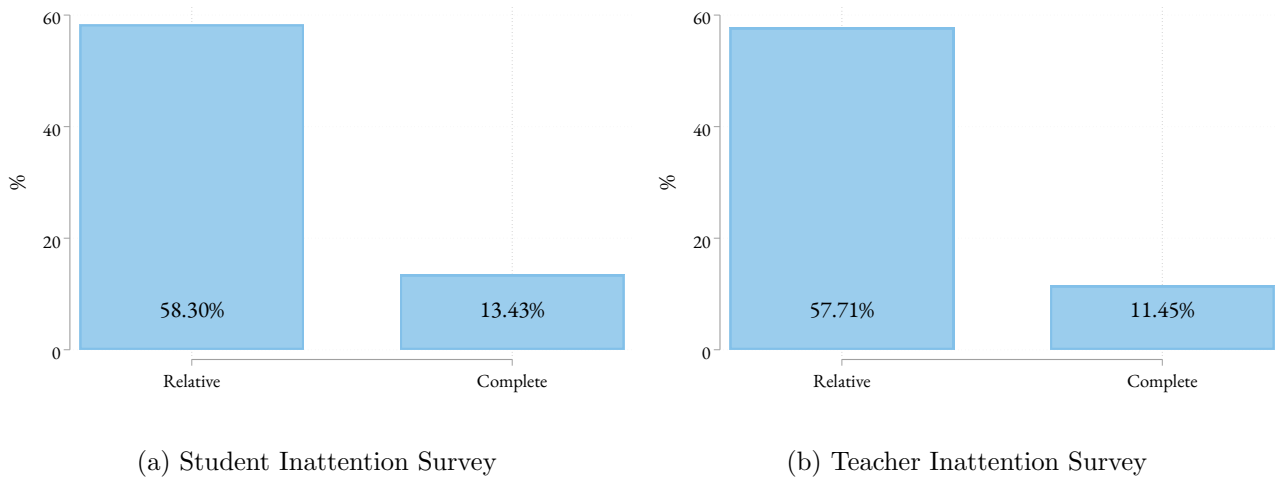 60
40
20
0
%
58.30%
13.43%
Relative
Complete
(a) Student Inattention Survey
60
40
20
0
%
57.71%
11.45%
Relative
Complete
(b) Teacher Inattention Survey